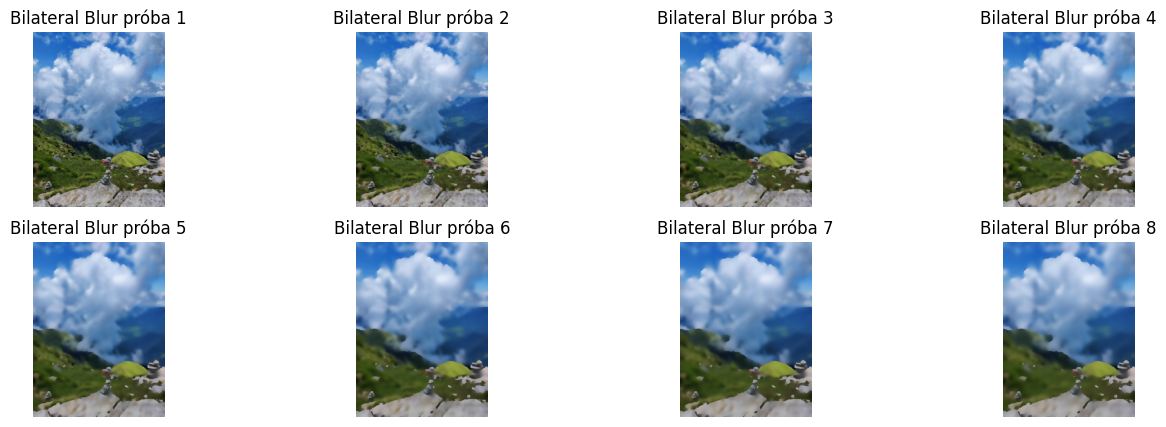 Bilateral Blur próba 1
Bilateral Blur próba 2
Bilateral Blur próba 3
Bilateral Blur próba 4
Bilateral Blur próba 5
Bilateral Blur próba 6
Bilateral Blur próba 7
Bilateral Blur próba 8